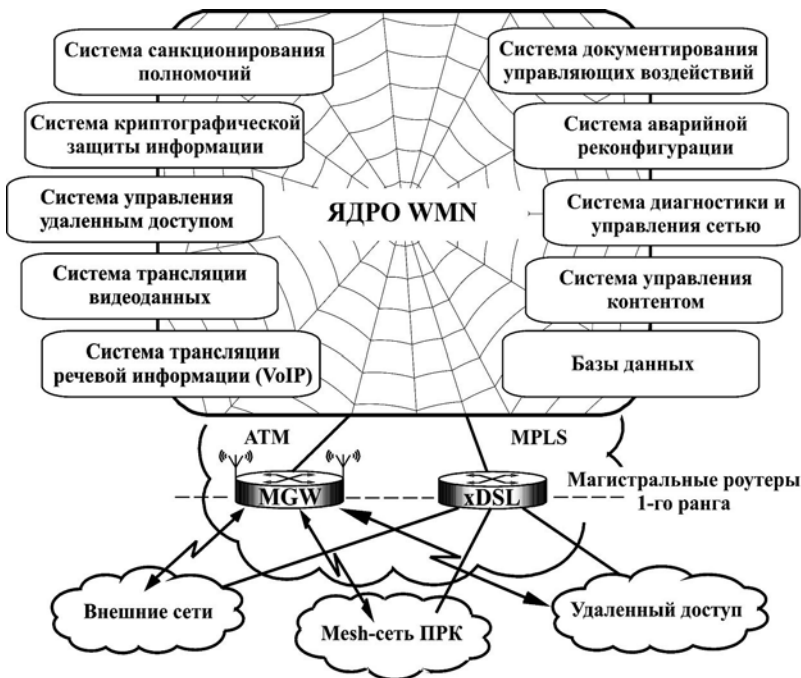 Система санкционирования
полномочий
Система криптографической
защиты информации
Система управления
удаленным доступом
Система трансляции
видеоданных
Система трансляции
речевой информации (VoIP)
ЯДРО WMN
Система документирования
управляющих воздействий
Система аварийной
реконфигурации
Система диагностики и
управления сетью
Система управления
контентом
Базы данных
ATM
MPLS
MGW
xDSL
Магистральные роутеры
1-го ранга
Внешние сети
Mesh-сеть ПРК
Удаленный доступ